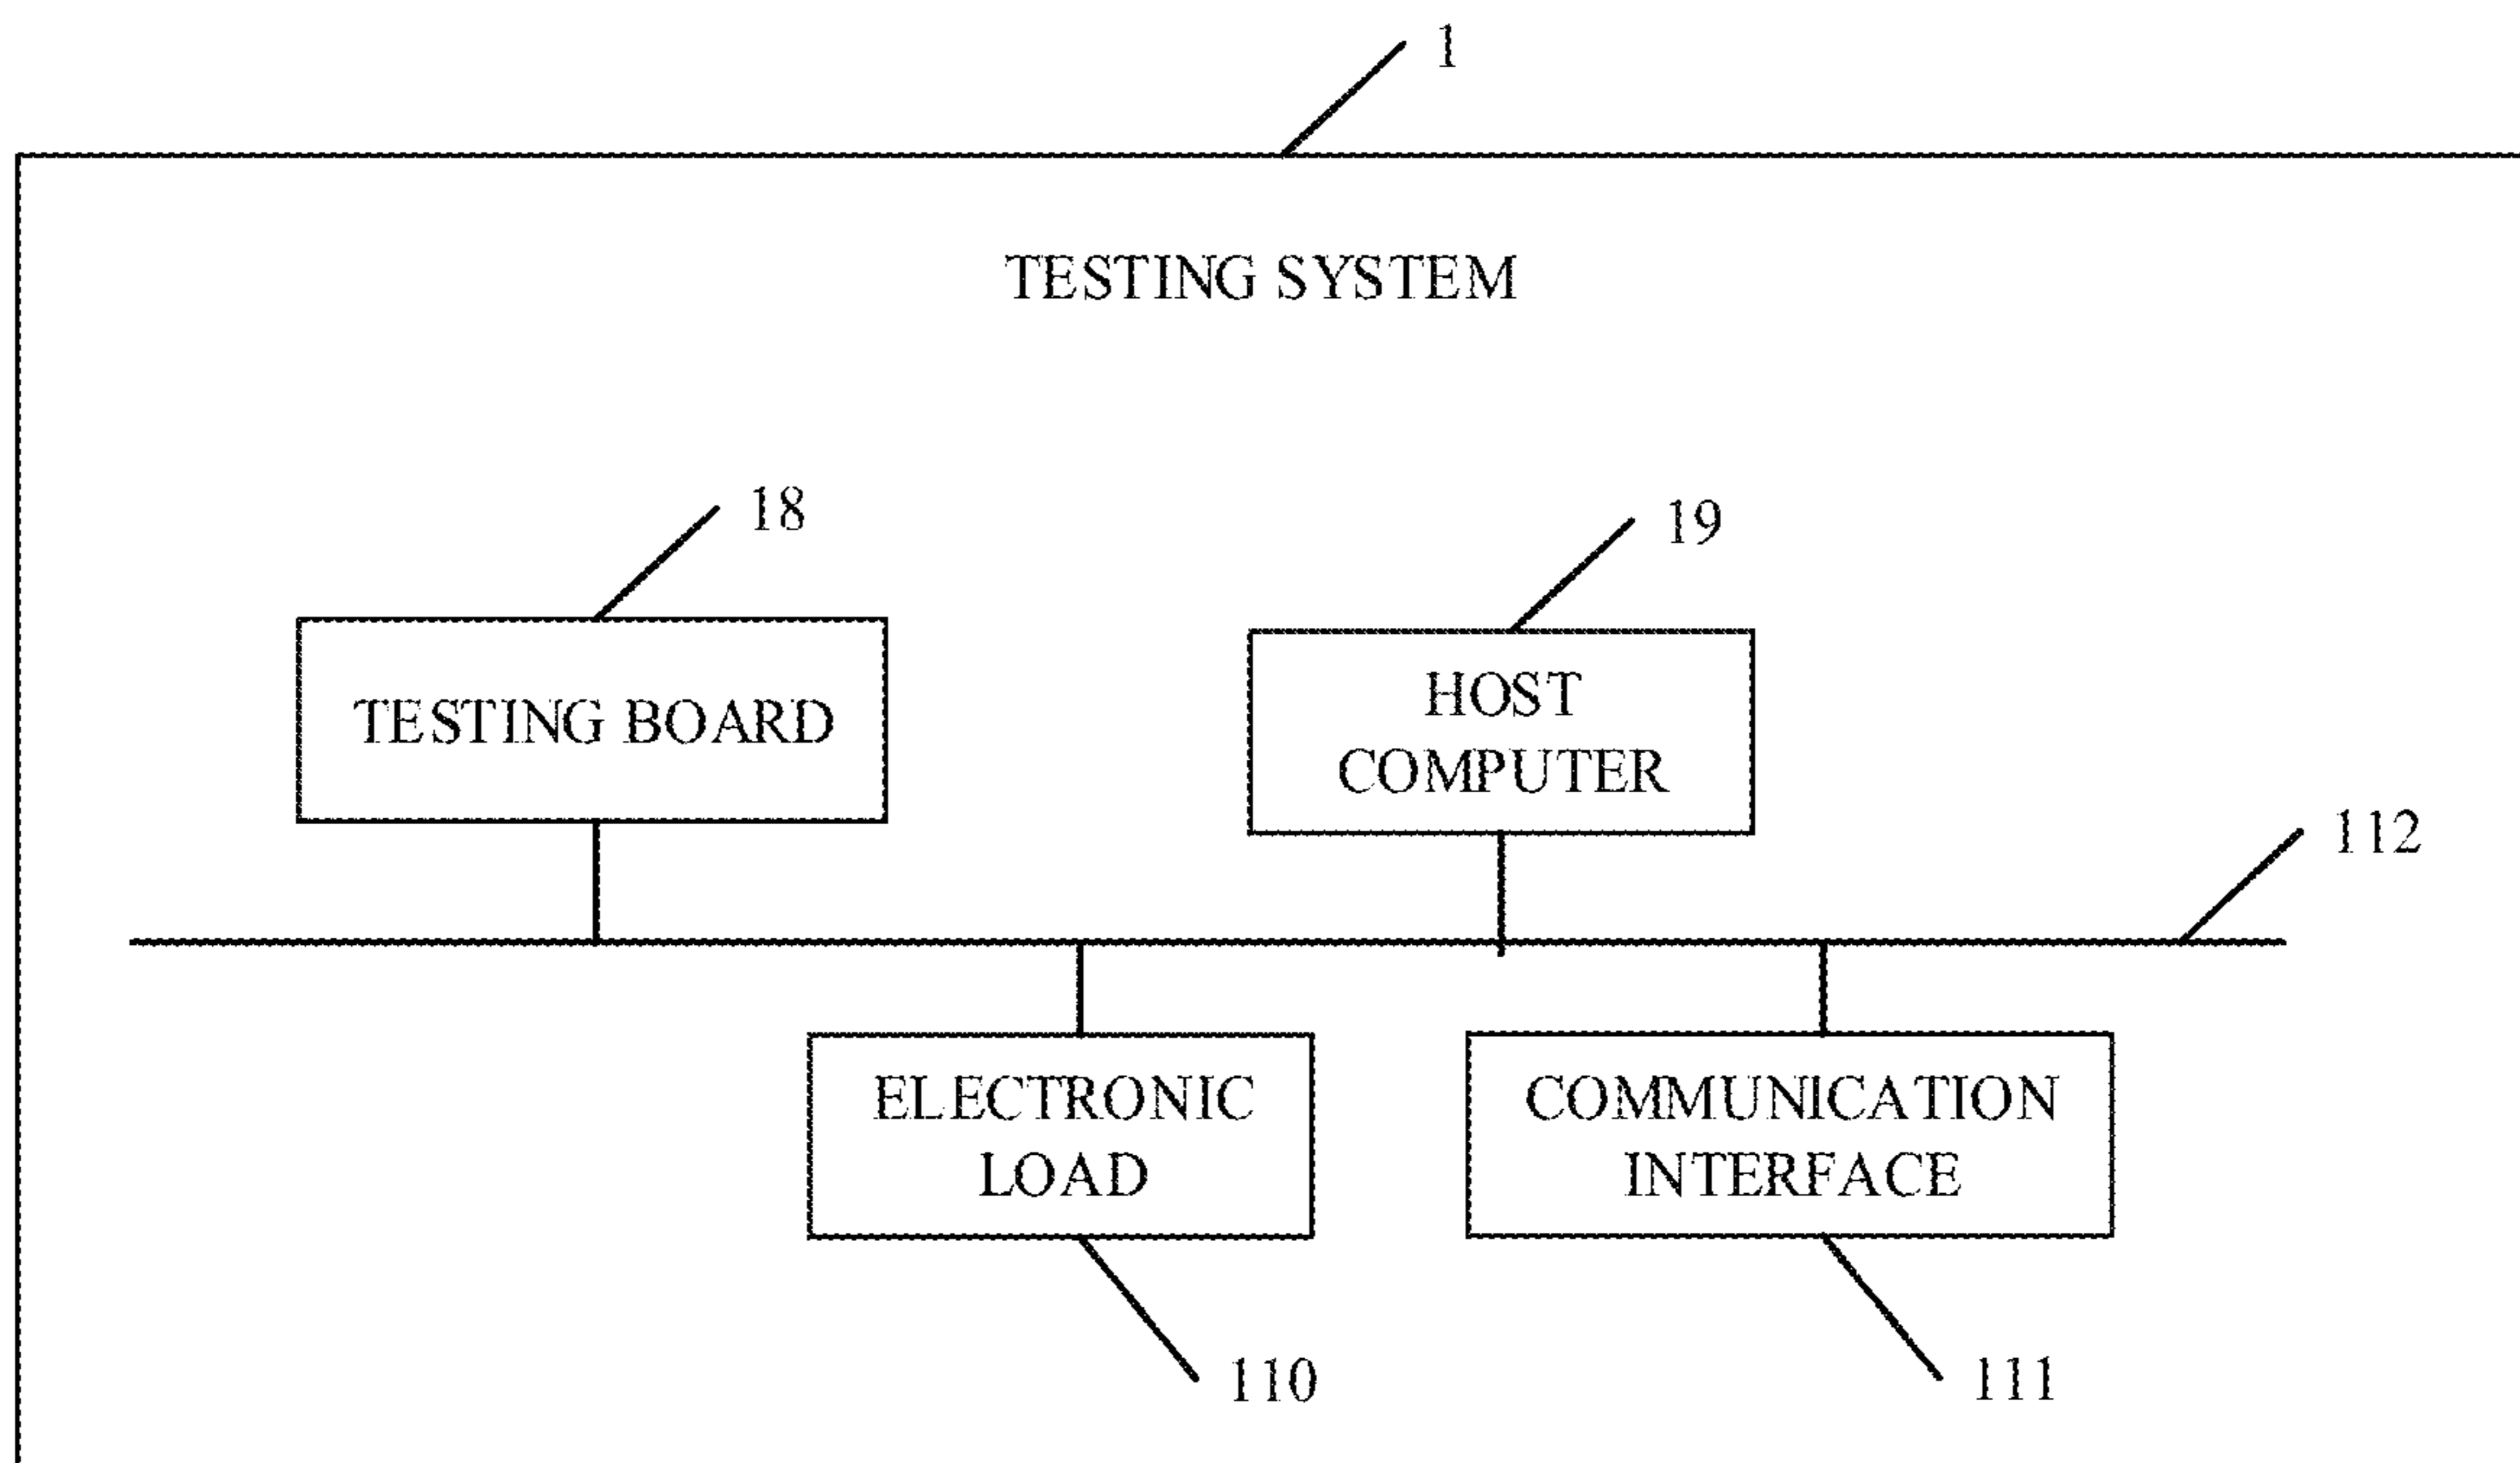 1
TESTING SYSTEM
18
19
TESTING BOARD
HOST
COMPUTER
112
ELECTRONIC
LOAD
COMMUNICATION
INTERFACE
110
111